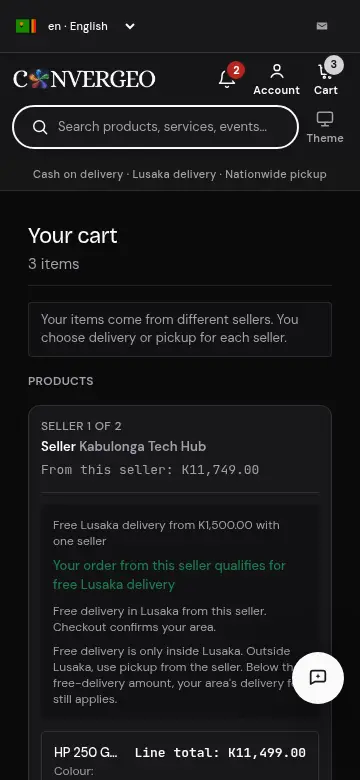 en · English
CONVERGEO
2
3
Account
Cart
Search products, services, events...
Theme
Cash on delivery · Lusaka delivery · Nationwide pickup
Your cart
3 items
Your items come from different sellers. You
choose delivery or pickup for each seller.
PRODUCTS
SELLER 1 OF 2
Seller Kabulonga Tech Hub
From this seller: K11,749.00
Free Lusaka delivery from K1,500.00 with
one seller
Your order from this seller qualifies for
free Lusaka delivery
Free delivery in Lusaka from this seller.
Checkout confirms your area.
Free delivery is only inside Lusaka. Outside
Lusaka, use pickup from the seller. Below
free-delivery amount, your area's delivery
still applies.
HP 250 G... Line total: K11,499.00
Colour: